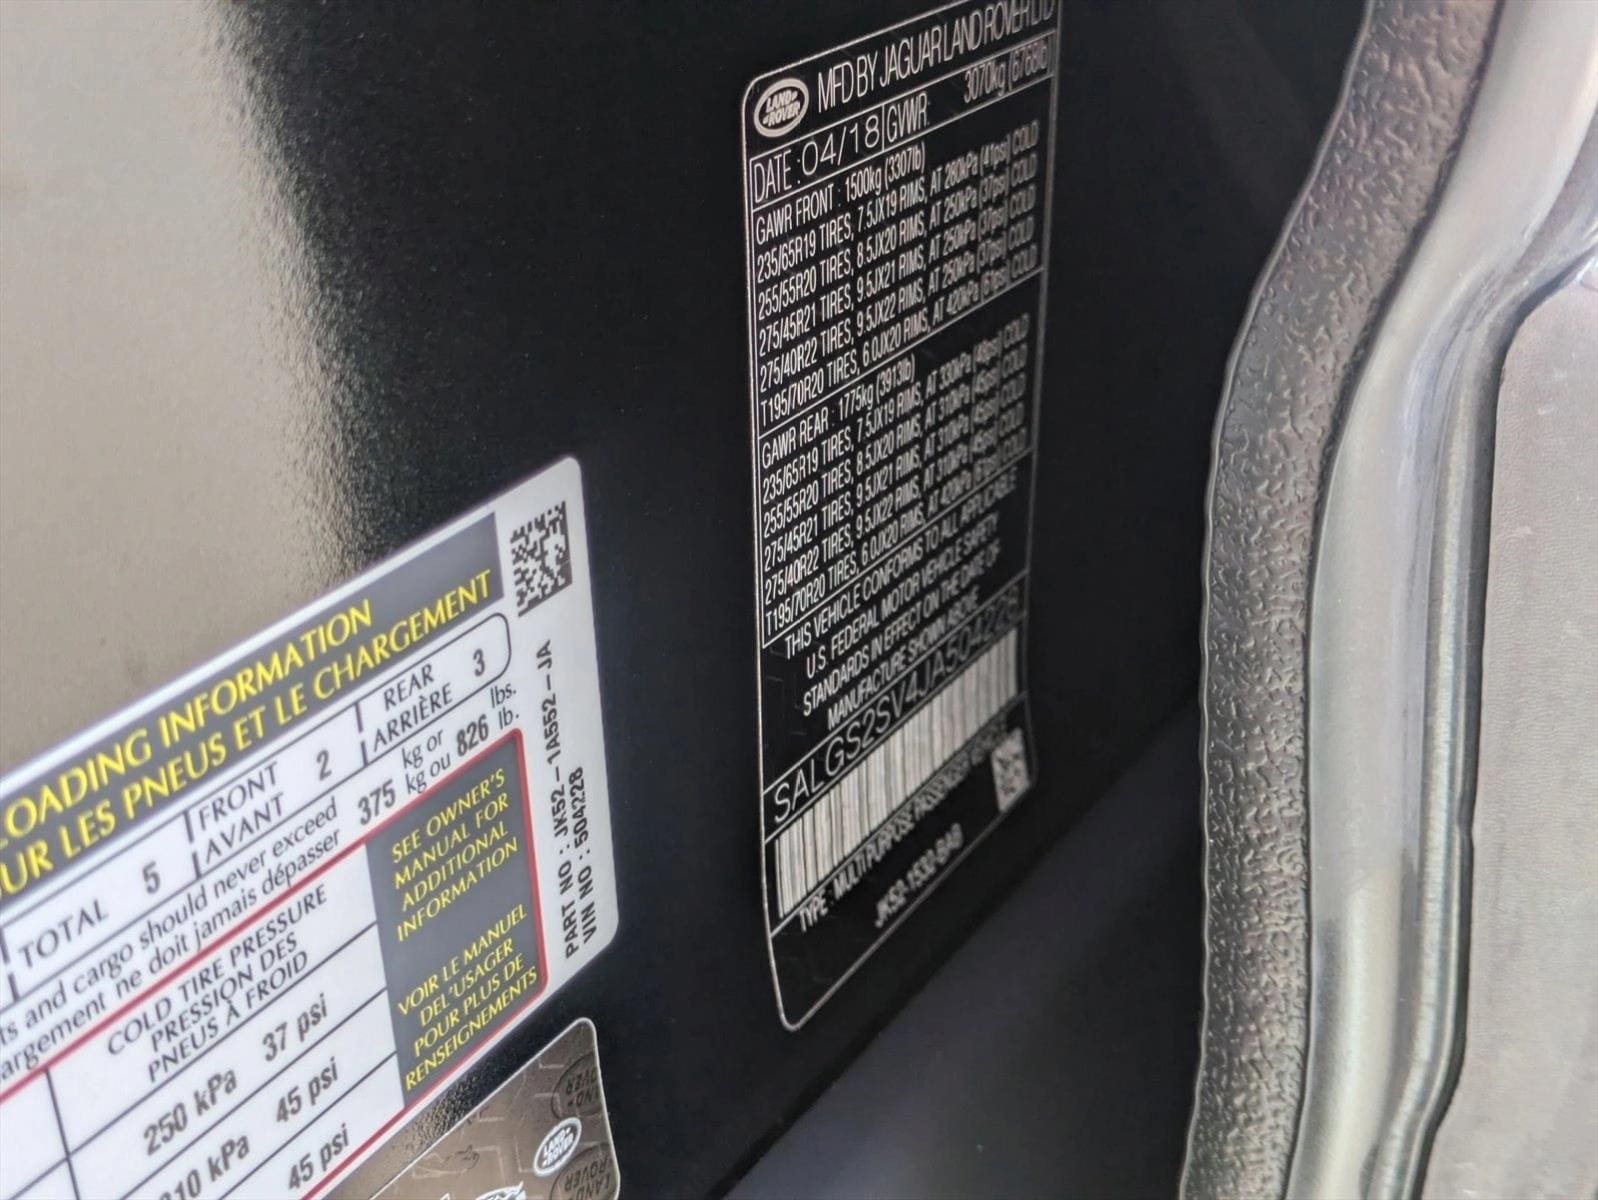 LAND
ROVER
MFD BY JAGUAR LAND ROVER LTD
DATE : 04/18 GVWR: 3070kg (6768lb)
GAWR FRONT : 1500kg (3307lb)
235/65R19 TIRES, 7.5JX19 RIMS, AT 280kPa (41psi) COLD
255/55R20 TIRES, 8.5JX20 RIMS, AT 250kPa (37psi) COLD
275/45R21 TIRES, 9.5JX21 RIMS, AT 250kPa (37psi) COLD
275/40R22 TIRES, 9.5JX22 RIMS, AT 250kPa (37psi) COLD
T195/70R20 TIRES, 6.0JX20 RIMS, AT 420kPa (61psi) COLD
GAWR REAR : 1775kg (3913lb)
235/65R19 TIRES, 7.5JX19 RIMS, AT 330kPa (48psi) COLD
255/55R20 TIRES, 8.5JX20 RIMS, AT 310kPa (45psi) COLD
275/45R21 TIRES, 9.5JX21 RIMS, AT 310kPa (45psi) COLD
275/40R22 TIRES, 9.5JX22 RIMS, AT 310kPa (45psi) COLD
T195/70R20 TIRES, 6.0JX20 RIMS, AT 420kPa (61psi) COLD
THIS VEHICLE CONFORMS TO ALL APPLICABLE
U.S. FEDERAL MOTOR VEHICLE SAFETY
STANDARDS IN EFFECT ON THE DATE OF
MANUFACTURE SHOWN ABOVE
SALGS2SV4JA504228
TYPE : MULTI PURPOSE PASSENGER
JK52-1532-BAB
LOADING INFORMATION
UR LES PNEUS ET LE CHARGEMENT
TOTAL 5 FRONT AVANT 2 REAR ARRIÈRE 3
ts and cargo should never exceed 375 kg or 826 lbs.
argement ne doit jamais dépasser kg ou lb.
COLD TIRE PRESSURE
PRESSION DES
PNEUS À FROID
250 kPa 37 psi
310 kPa 45 psi
45 psi
SEE OWNER'S
MANUAL FOR
ADDITIONAL
INFORMATION
VOIR LE MANUEL
DEL'USAGER
POUR PLUS DE
RENSEIGNEMENTS
PART NO : JK52-1A552-JA
VIN NO : 504228
LAND
ROVER